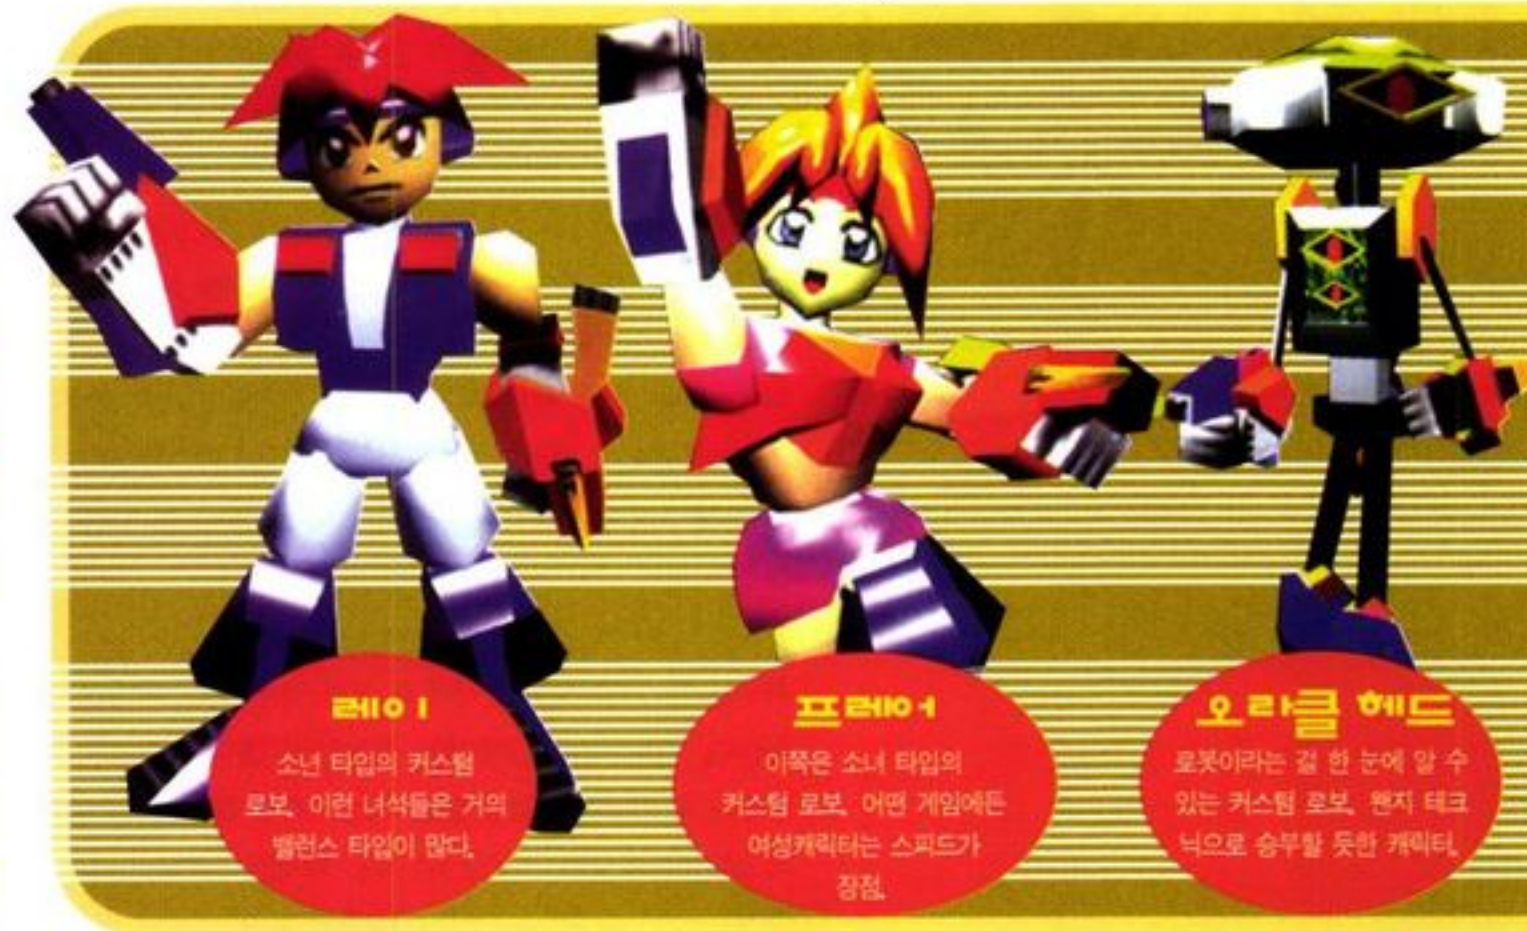 레이
소년 타입의 커스텀
로보. 이런 녀석들은 거의
밸런스 타입이 많다.
프레어
이쪽은 소녀 타입의
커스텀 로보. 어떤 게임에든
여성캐릭터는 스피드가
장점.
오라클 헤드
로봇이라는 걸 한 눈에 알 수
있는 커스텀 로보. 왠지 테크
닉으로 승부할 듯한 캐릭터.